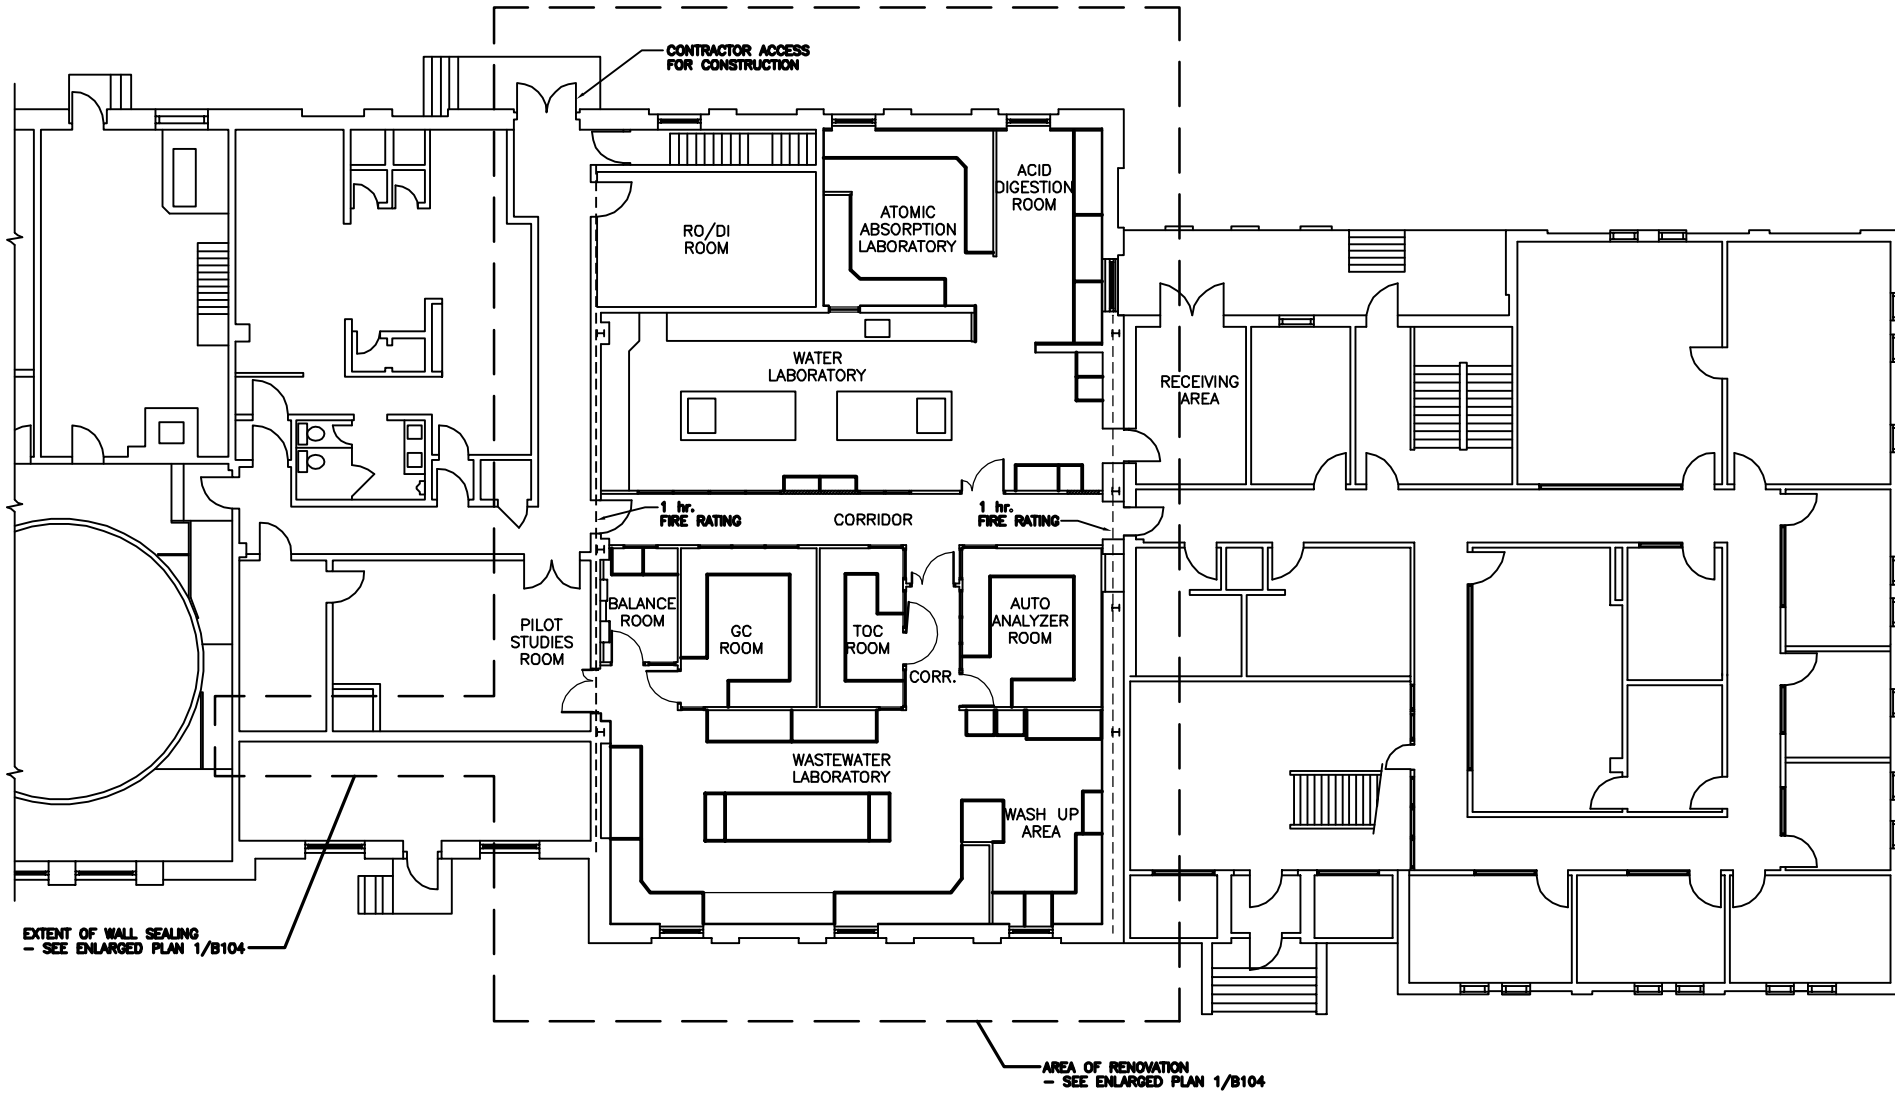 CONTRACTOR ACCESS
FOR CONSTRUCTION
ACID
DIGESTION
ROOM
ATOMIC
ABSORPTION
LABORATORY
RO/DI
ROOM
WATER
LABORATORY
RECEIVING
AREA
1 hr.
FIRE RATING
CORRIDOR
1 hr.
FIRE RATING
PILOT
STUDIES
ROOM
BALANCE
ROOM
GC
ROOM
TOC
ROOM
CORR.
AUTO
ANALYZER
ROOM
WASTEWATER
LABORATORY
WASH UP
AREA
EXTENT OF WALL SEALING
- SEE ENLARGED PLAN 1/B104
AREA OF RENOVATION
- SEE ENLARGED PLAN 1/B104